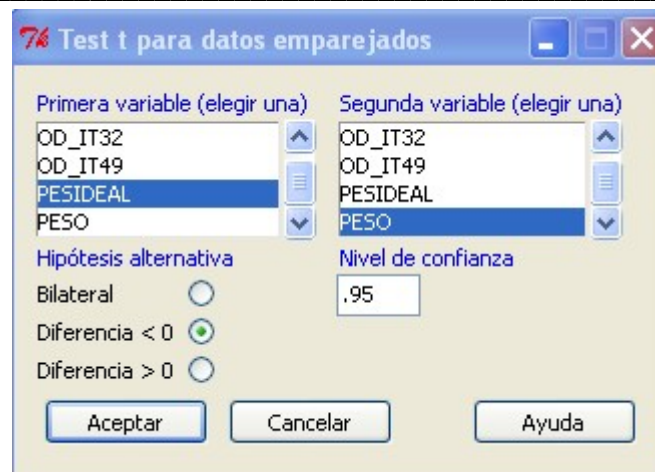 Test t para datos emparejados
Primera variable (elegir una)
Segunda variable (elegir una)
OD_IT32
OD_IT49
PESIDEAL
PESO
OD_IT32
OD_IT49
PESIDEAL
PESO
Hipótesis alternativa
Nivel de confianza
Bilateral
.95
Diferencia < 0
Diferencia > 0
Aceptar
Cancelar
Ayuda